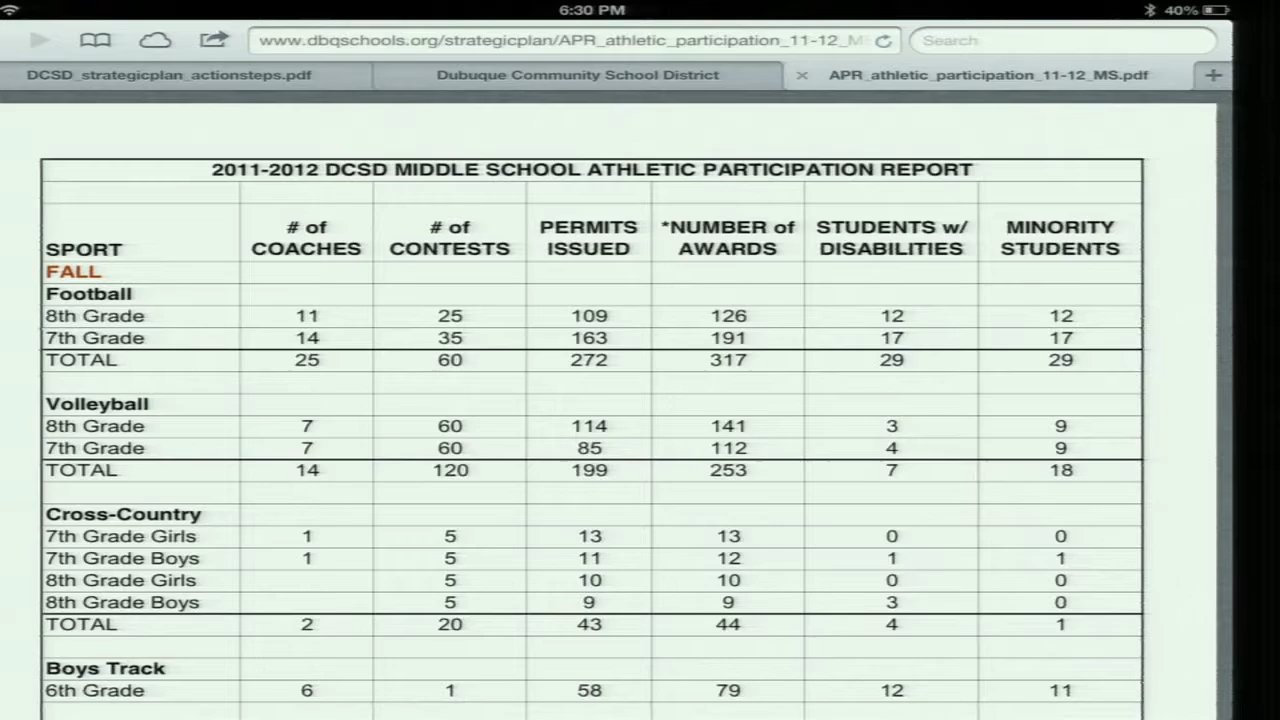 6:30 PM 40%
www.dbqschools.org/strategicplan/APR_athletic_participation_11-12_M Search
DCSD_strategicplan_actionsteps.pdf Dubuque Community School District × APR_athletic_participation_11-12_MS.pdf +
2011-2012 DCSD MIDDLE SCHOOL ATHLETIC PARTICIPATION REPORT
# of # of PERMITS *NUMBER of STUDENTS w/ MINORITY
SPORT COACHES CONTESTS ISSUED AWARDS DISABILITIES STUDENTS
FALL
Football
8th Grade 11 25 109 126 12 12
7th Grade 14 35 163 191 17 17
TOTAL 25 60 272 317 29 29
Volleyball
8th Grade 7 60 114 141 3 9
7th Grade 7 60 85 112 4 9
TOTAL 14 120 199 253 7 18
Cross-Country
7th Grade Girls 1 5 13 13 0 0
7th Grade Boys 1 5 11 12 1 1
8th Grade Girls 5 10 10 0 0
8th Grade Boys 5 9 9 3 0
TOTAL 2 20 43 44 4 1
Boys Track
6th Grade 6 1 58 79 12 11